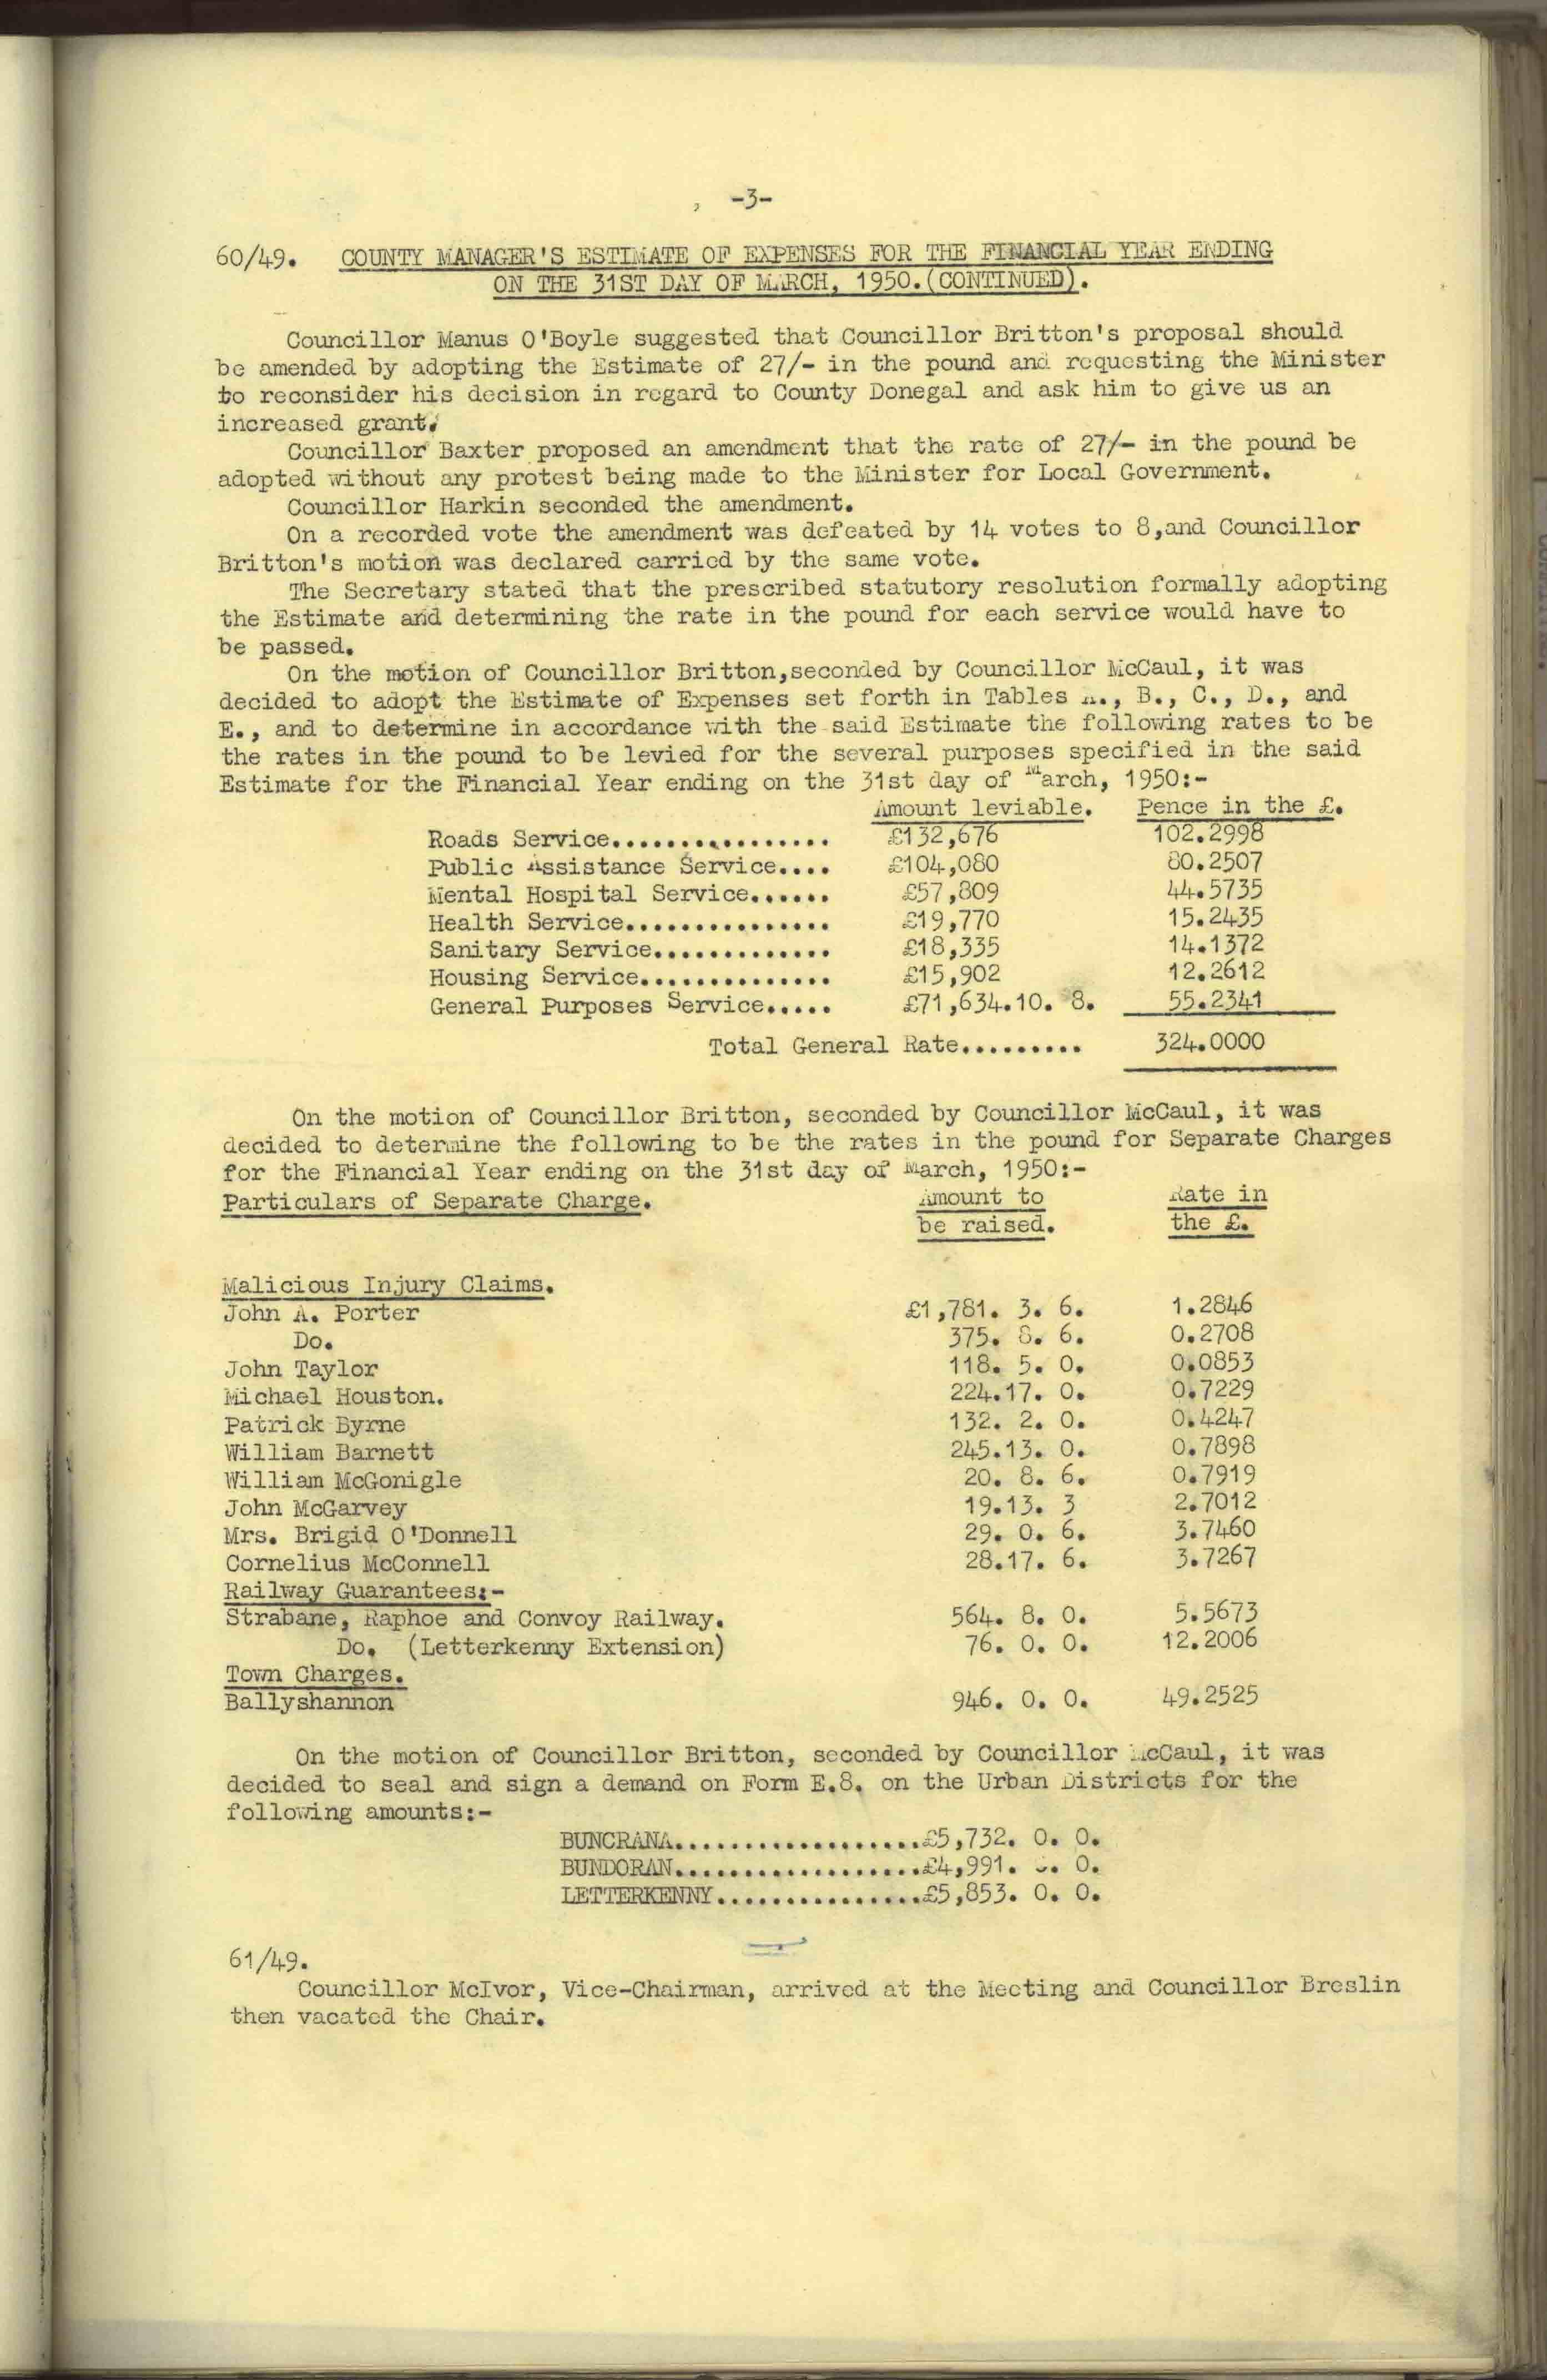 -3-
60/49. COUNTY MANAGER'S ESTIMATE OF EXPENSES FOR THE FINANCIAL YEAR ENDING
ON THE 31ST DAY OF MARCH, 1950.(CONTINUED).
Councillor Manus O'Boyle suggested that Councillor Britton's proposal should
be amended by adopting the Estimate of 27/- in the pound and requesting the Minister
to reconsider his decision in regard to County Donegal and ask him to give us an
increased grant.
Councillor Baxter proposed an amendment that the rate of 27/- in the pound be
adopted without any protest being made to the Minister for Local Government.
Councillor Harkin seconded the amendment.
On a recorded vote the amendment was defeated by 14 votes to 8,and Councillor
Britton's motion was declared carried by the same vote.
The Secretary stated that the prescribed statutory resolution formally adopting
the Estimate and determining the rate in the pound for each service would have to
be passed.
On the motion of Councillor Britton,seconded by Councillor McCaul, it was
decided to adopt the Estimate of Expenses set forth in Tables A., B., C., D., and
E., and to determine in accordance with the said Estimate the following rates to be
the rates in the pound to be levied for the several purposes specified in the said
Estimate for the Financial Year ending on the 31st day of March, 1950:-
Amount leviable. Pence in the £.
Roads Service................ £132,676 102.2998
Public Assistance Service.... £104,080 80.2507
Mental Hospital Service...... £57,809 44.5735
Health Service............... £19,770 15.2435
Sanitary Service............. £18,335 14.1372
Housing Service.............. £15,902 12.2612
General Purposes Service..... £71,634.10. 8. 55.2341
Total General Rate......... 324.0000
On the motion of Councillor Britton, seconded by Councillor McCaul, it was
decided to determine the following to be the rates in the pound for Separate Charges
for the Financial Year ending on the 31st day of March, 1950:-
Particulars of Separate Charge. Amount to Rate in
be raised. the £.
Malicious Injury Claims.
John A. Porter £1,781. 3. 6. 1.2846
Do. 375. 8. 6. 0.2708
John Taylor 118. 5. 0. 0.0853
Michael Houston. 224.17. 0. 0.7229
Patrick Byrne 132. 2. 0. 0.4247
William Barnett 245.13. 0. 0.7898
William McGonigle 20. 8. 6. 0.7919
John McGarvey 19.13. 3 2.7012
Mrs. Brigid O'Donnell 29. 0. 6. 3.7460
Cornelius McConnell 28.17. 6. 3.7267
Railway Guarantees:-
Strabane, Raphoe and Convoy Railway. 564. 8. 0. 5.5673
Do. (Letterkenny Extension) 76. 0. 0. 12.2006
Town Charges.
Ballyshannon 946. 0. 0. 49.2525
On the motion of Councillor Britton, seconded by Councillor McCaul, it was
decided to seal and sign a demand on Form E.8. on the Urban Districts for the
following amounts:-
BUNCRANA..................£5,732. 0. 0.
BUNDORAN..................£4,991. 0. 0.
LETTERKENNY...............£5,853. 0. 0.
61/49.
Councillor McIvor, Vice-Chairman, arrived at the Meeting and Councillor Breslin
then vacated the Chair.